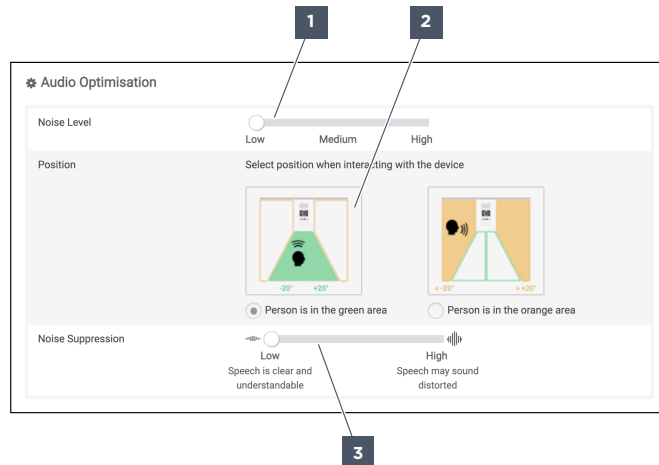 1
2
Audio Optimisation
Noise Level
Low Medium High
Position
Select position when interacting with the device
-20° +20°
< -20° > +20°
Person is in the green area
Person is in the orange area
Noise Suppression
Low High
Speech is clear and understandable
Speech may sound distorted
3